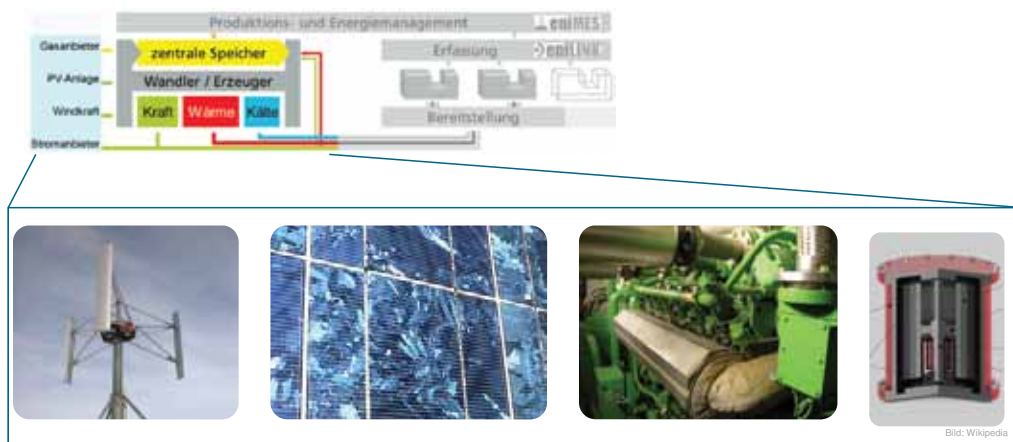 Produktions- und Energiemanagement
eniMES
Gasanbieter
zentrale Speicher
Erfassung
eniLINK
PV-Anlage
Wandler / Erzeuger
Windkraft
Kraft
Wärme
Kälte
Bereitstellung
Stromanbieter
Bild: Wikipedia